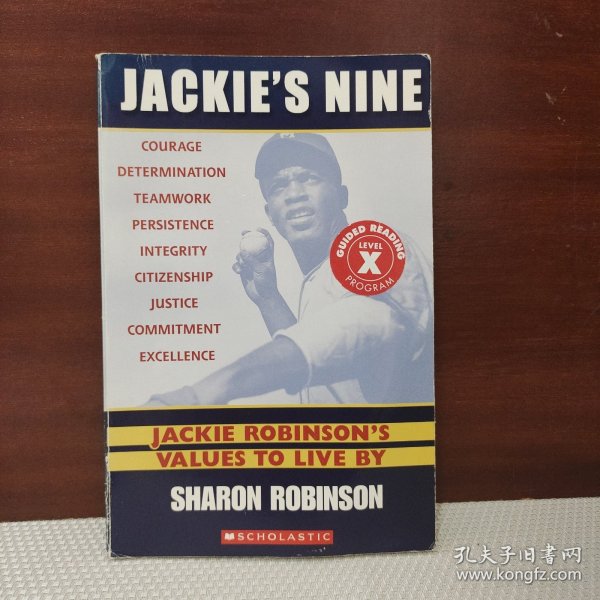 JACKIE'S NINE
COURAGE
DETERMINATION
TEAMWORK
PERSISTENCE
INTEGRITY
CITIZENSHIP
JUSTICE
COMMITMENT
EXCELLENCE
GUIDED READING
LEVEL
X
PROGRAM
JACKIE ROBINSON'S
VALUES TO LIVE BY
SHARON ROBINSON
SCHOLASTIC
孔夫子旧书网
www.kongfz.com